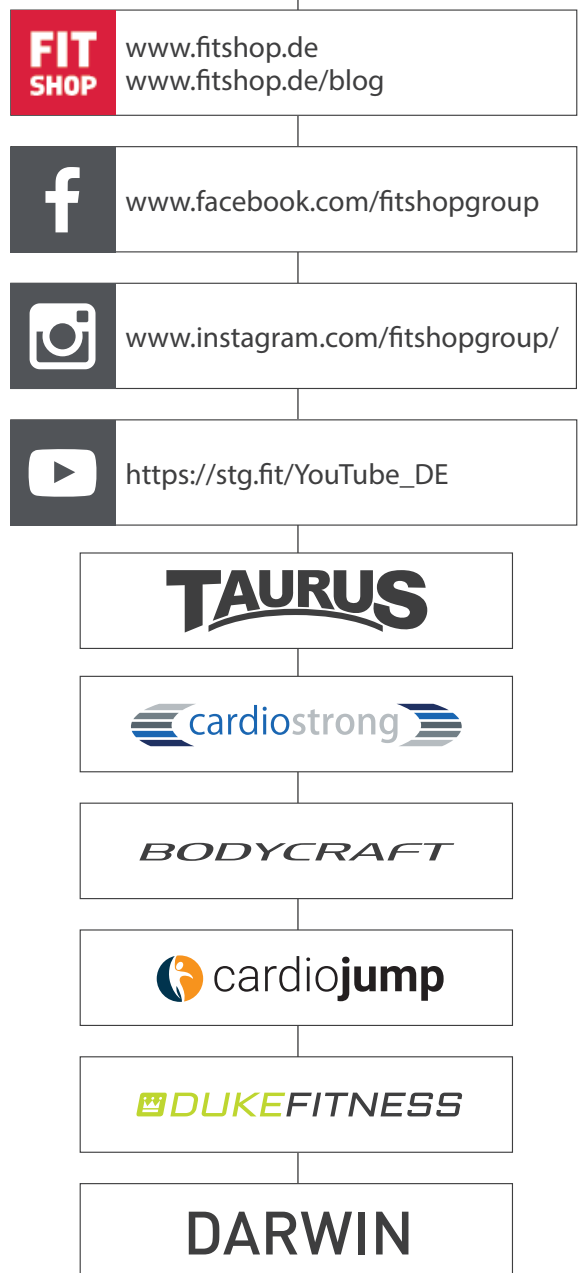 FIT
SHOP
www.fitshop.de
www.fitshop.de/blog
f
www.facebook.com/fitshopgroup
www.instagram.com/fitshopgroup/
https://stg.fit/YouTube_DE
TAURUS
cardiostrong
BODYCRAFT
cardiojump
DUKEFITNESS
DARWIN